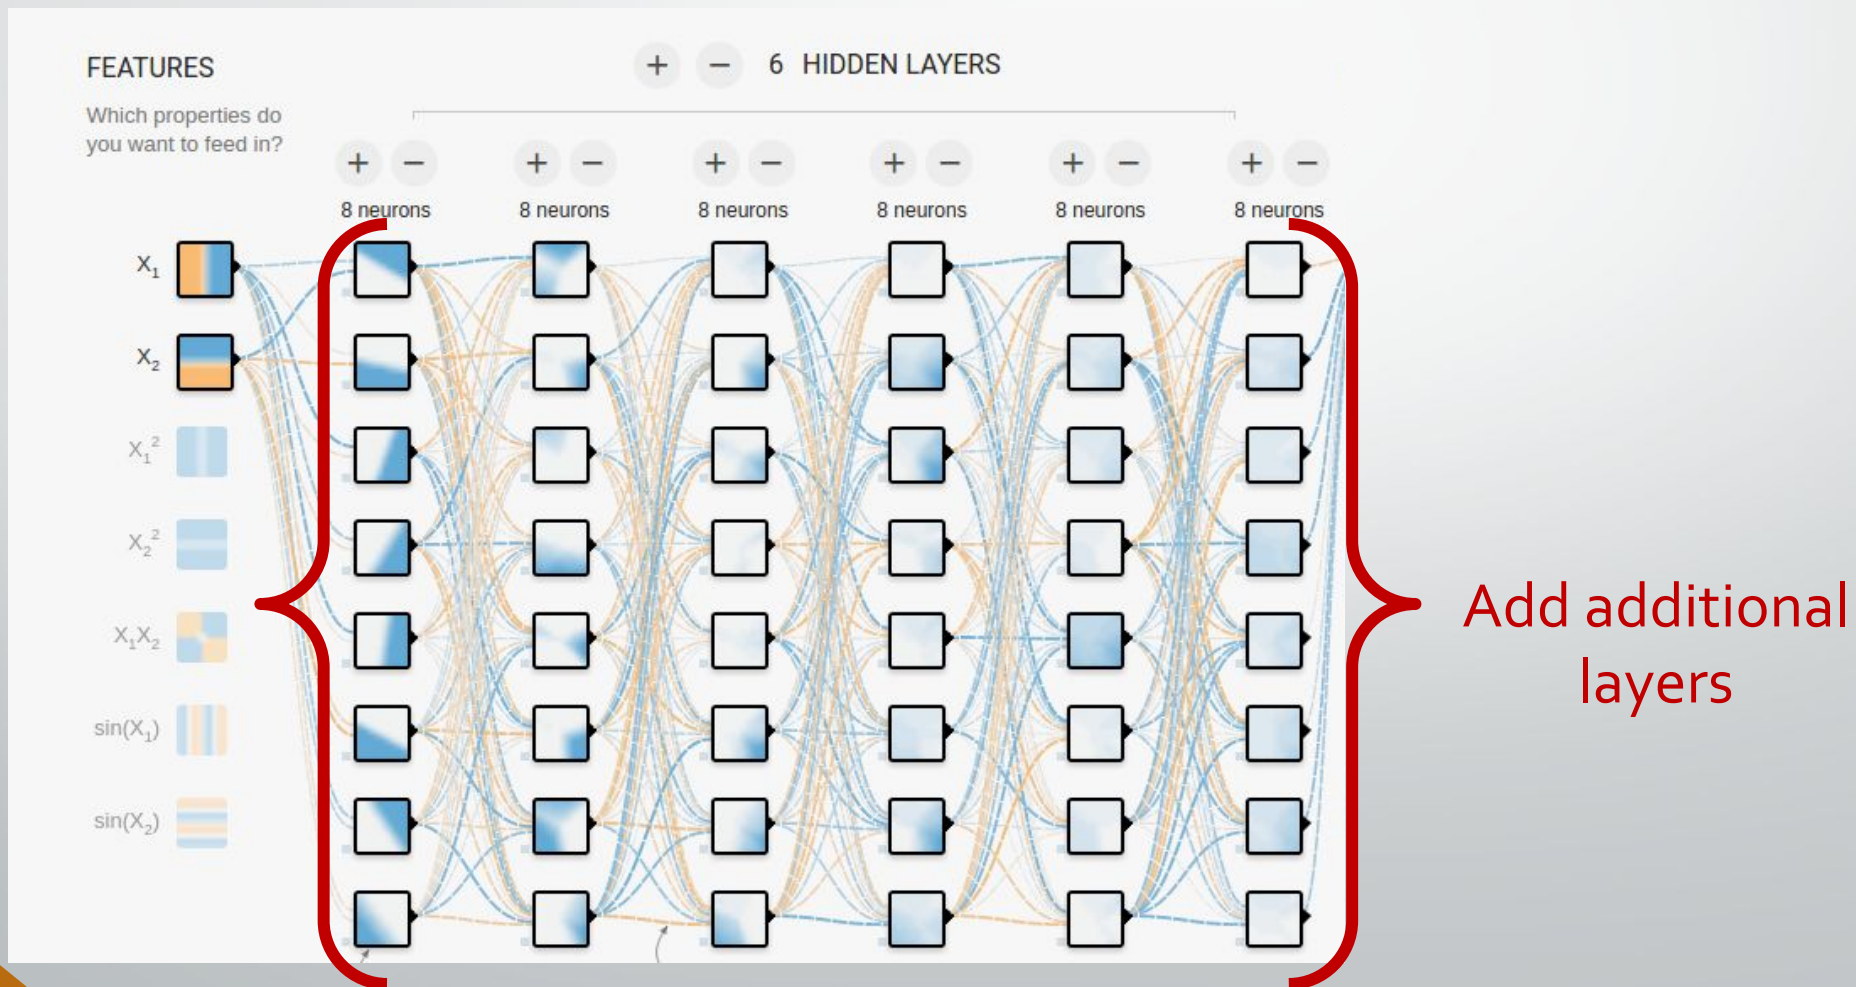 FEATURES
+ − 6 HIDDEN LAYERS
Which properties do
you want to feed in?
+ − + − + − + − + − + −
8 neurons 8 neurons 8 neurons 8 neurons 8 neurons 8 neurons
X₁
X₂
X₁²
X₂²
X₁X₂
sin(X₁)
sin(X₂)
Add additional
layers